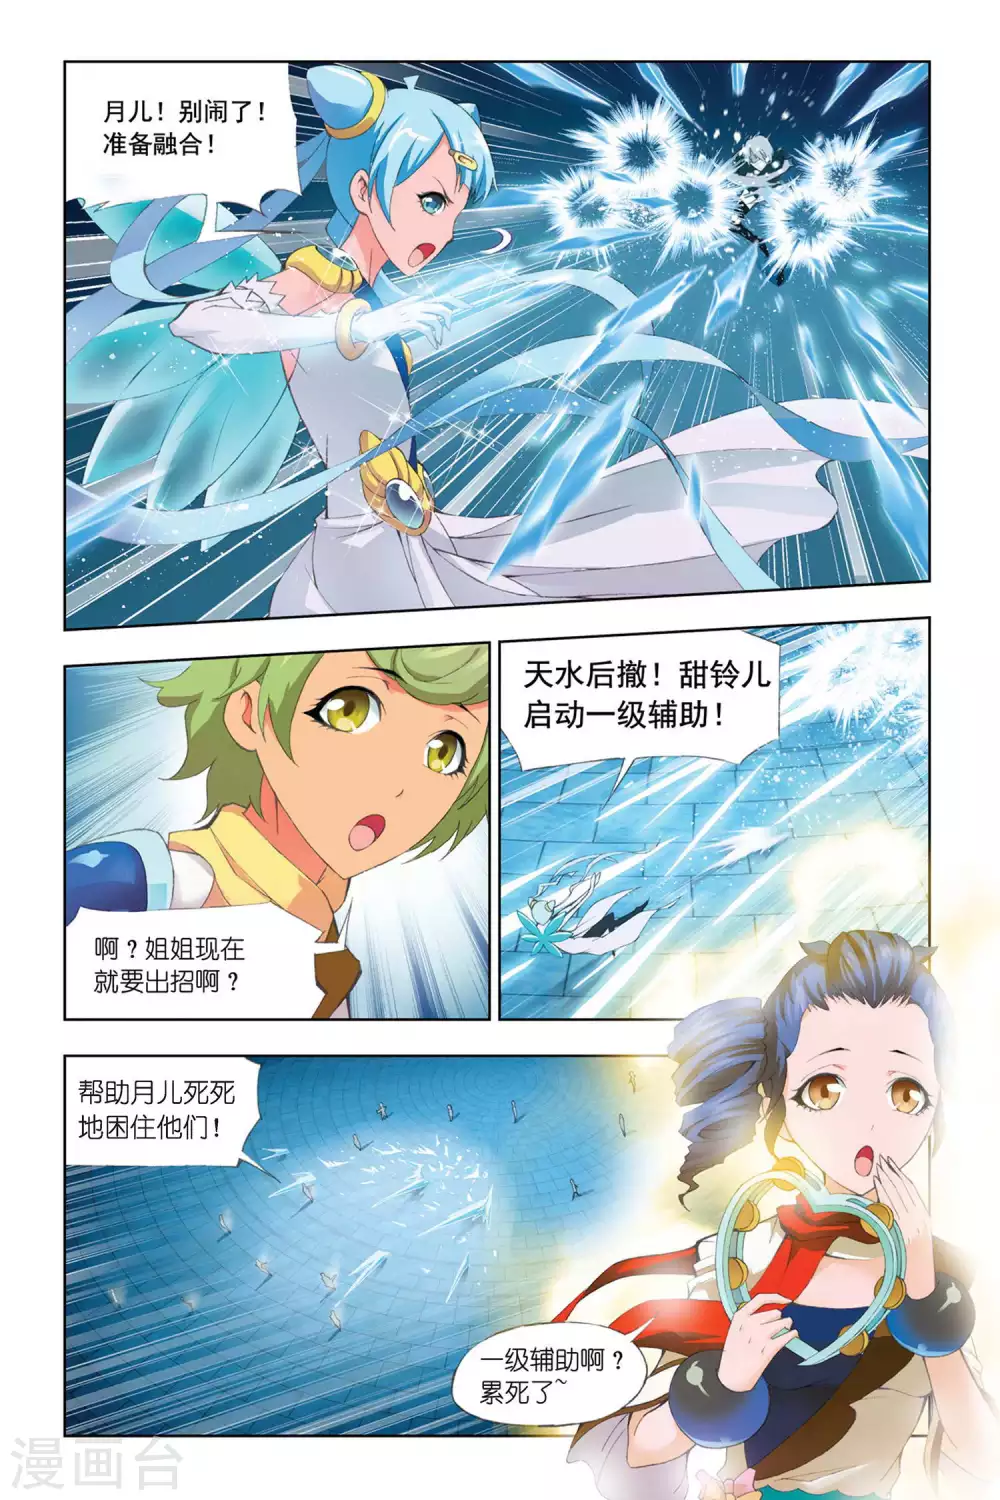 月儿！别闹了！
准备融合！
天水后撤！甜铃儿
启动一级辅助！
啊？姐姐现在
就要出招啊？
帮助月儿死死
地困住他们！
一级辅助啊？
累死了~
漫画台